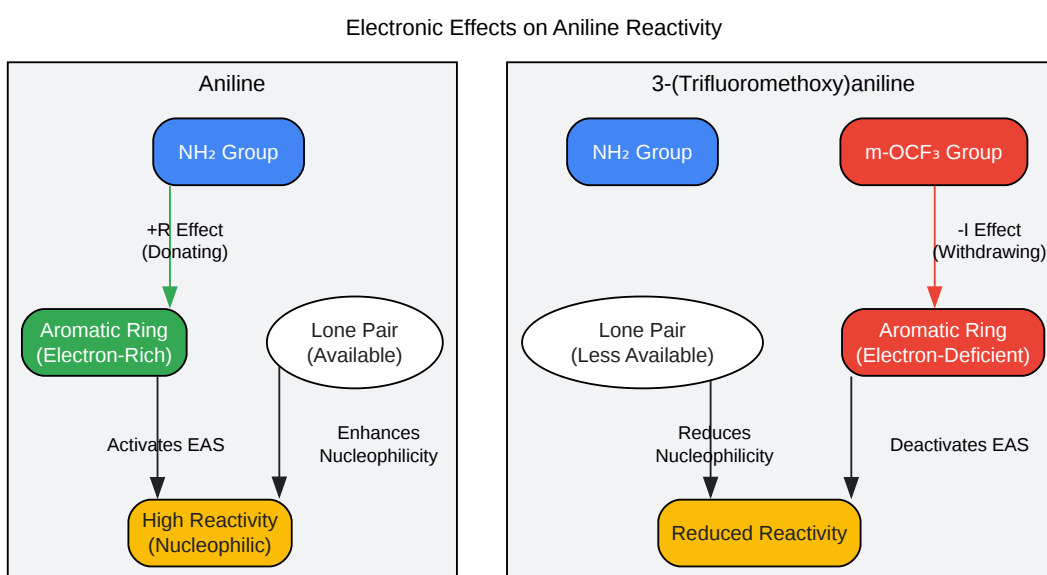 Electronic Effects on Aniline Reactivity
Aniline
NH₂ Group
+R Effect
(Donating)
Aromatic Ring
(Electron-Rich)
Lone Pair
(Available)
Activates EAS
Enhances
Nucleophilicity
High Reactivity
(Nucleophilic)
3-(Trifluoromethoxy)aniline
NH₂ Group
m-OCF₃ Group
-I Effect
(Withdrawing)
Lone Pair
(Less Available)
Aromatic Ring
(Electron-Deficient)
Reduces
Nucleophilicity
Deactivates EAS
Reduced Reactivity